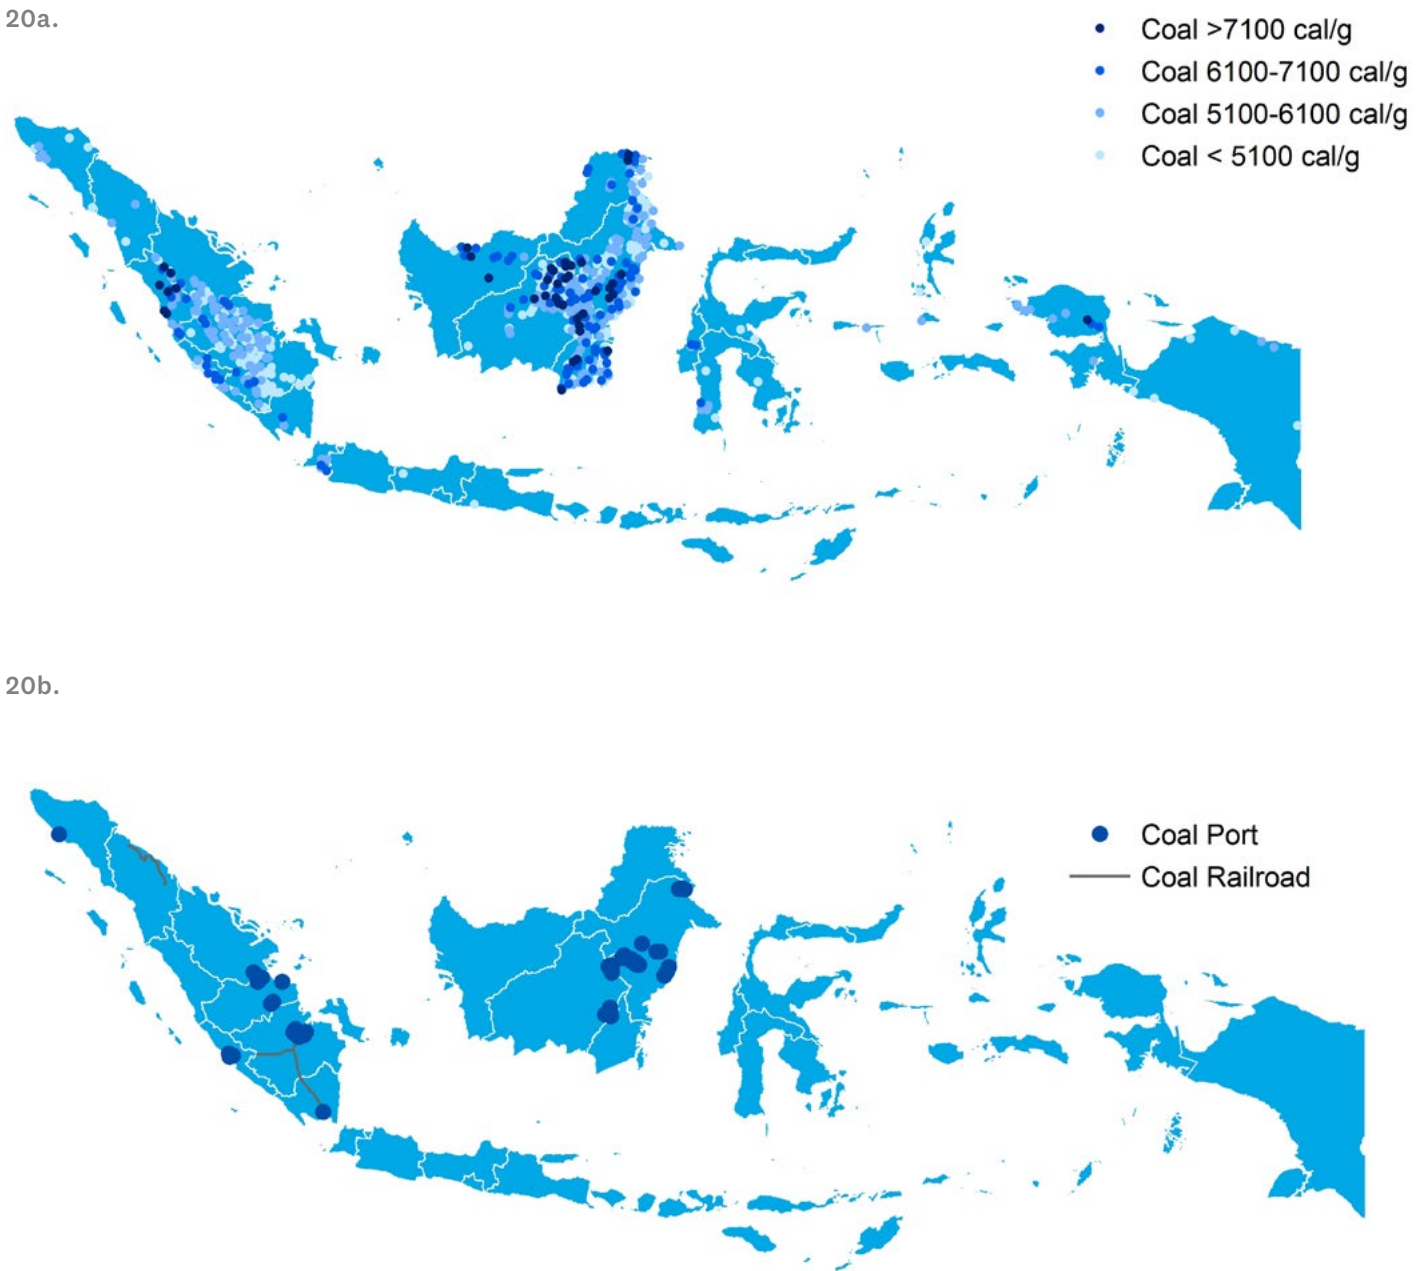 20a.
Coal >7100 cal/g
Coal 6100-7100 cal/g
Coal 5100-6100 cal/g
Coal < 5100 cal/g
20b.
Coal Port
Coal Railroad